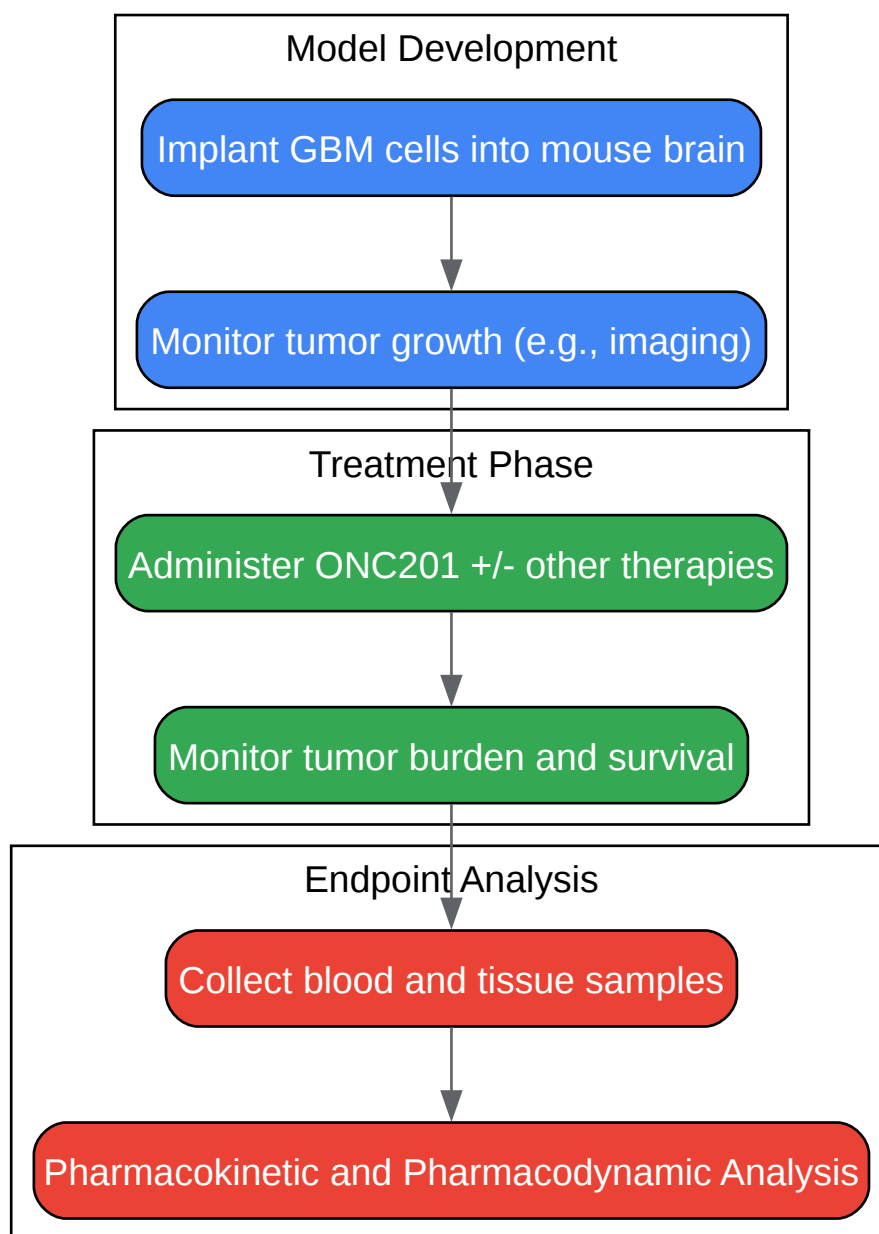 Model Development
Implant GBM cells into mouse brain
Monitor tumor growth (e.g., imaging)
Treatment Phase
Administer ONC201 +/- other therapies
Monitor tumor burden and survival
Endpoint Analysis
Collect blood and tissue samples
Pharmacokinetic and Pharmacodynamic Analysis